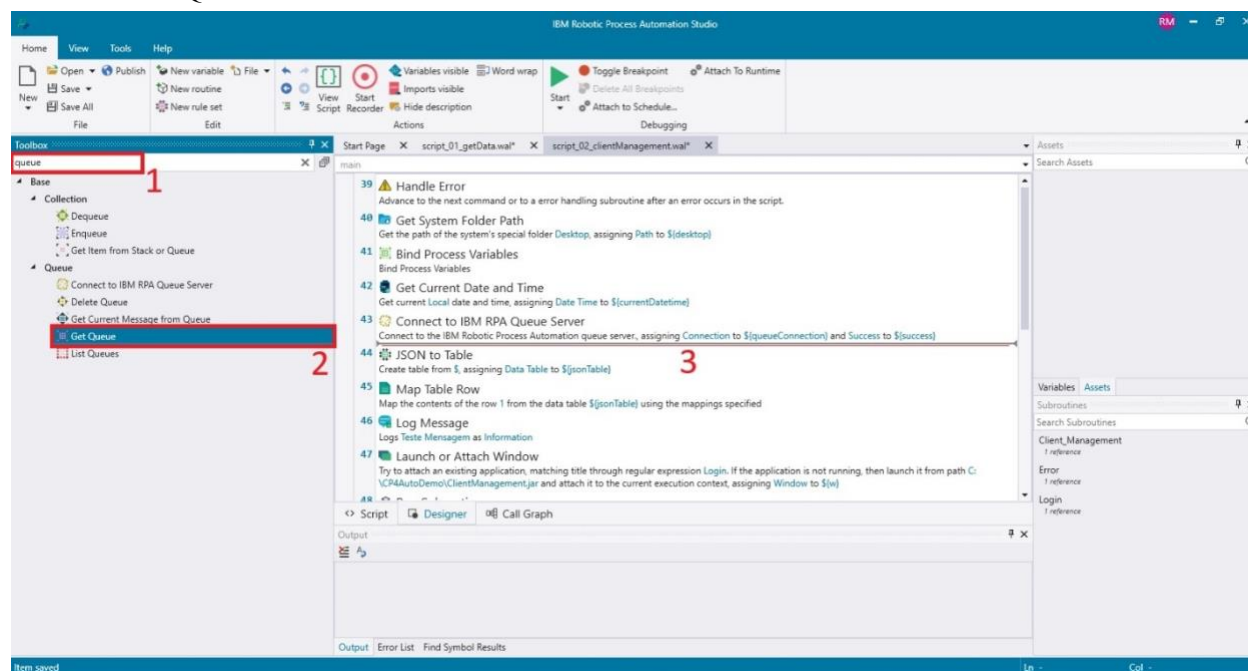 IBM Robotic Process Automation Studio
RM
Home View Tools Help
New
Open
Save
Save All
Publish
File
New variable
New routine
New rule set
File
Edit
View Script
Start Recorder
Variables visible
Imports visible
Hide description
Word wrap
Actions
Start
Toggle Breakpoint
Delete All Breakpoints
Attach to Schedule...
Attach To Runtime
Debugging
Toolbox
queue
1
Base
Collection
Dequeue
Enqueue
Get Item from Stack or Queue
Queue
Connect to IBM RPA Queue Server
Delete Queue
Get Current Message from Queue
Get Queue
2
List Queues
Start Page script_01_getData.wal* script_02_clientManagement.wal*
main
39 Handle Error
Advance to the next command or to a error handling subroutine after an error occurs in the script.
40 Get System Folder Path
Get the path of the system's special folder Desktop, assigning Path to ${desktop}
41 Bind Process Variables
Bind Process Variables
42 Get Current Date and Time
Get current Local date and time, assigning Date Time to ${currentDatetime}
43 Connect to IBM RPA Queue Server
Connect to the IBM Robotic Process Automation queue server., assigning Connection to ${queueConnection} and Success to ${success}
3
44 JSON to Table
Create table from $, assigning Data Table to ${jsonTable}
45 Map Table Row
Map the contents of the row 1 from the data table ${jsonTable} using the mappings specified
46 Log Message
Logs Teste Mensagem as Information
47 Launch or Attach Window
Try to attach an existing application, matching title through regular expression Login. If the application is not running, then launch it from path C:
\CP4AutoDemo\ClientManagement.jar and attach it to the current execution context, assigning Window to ${w}
48
Script Designer Call Graph
Output
Output Error List Find Symbol Results
Assets
Search Assets
Variables Assets
Subroutines
Search Subroutines
Client_Management
1 reference
Error
1 reference
Login
1 reference
Item saved
Ln - Col -